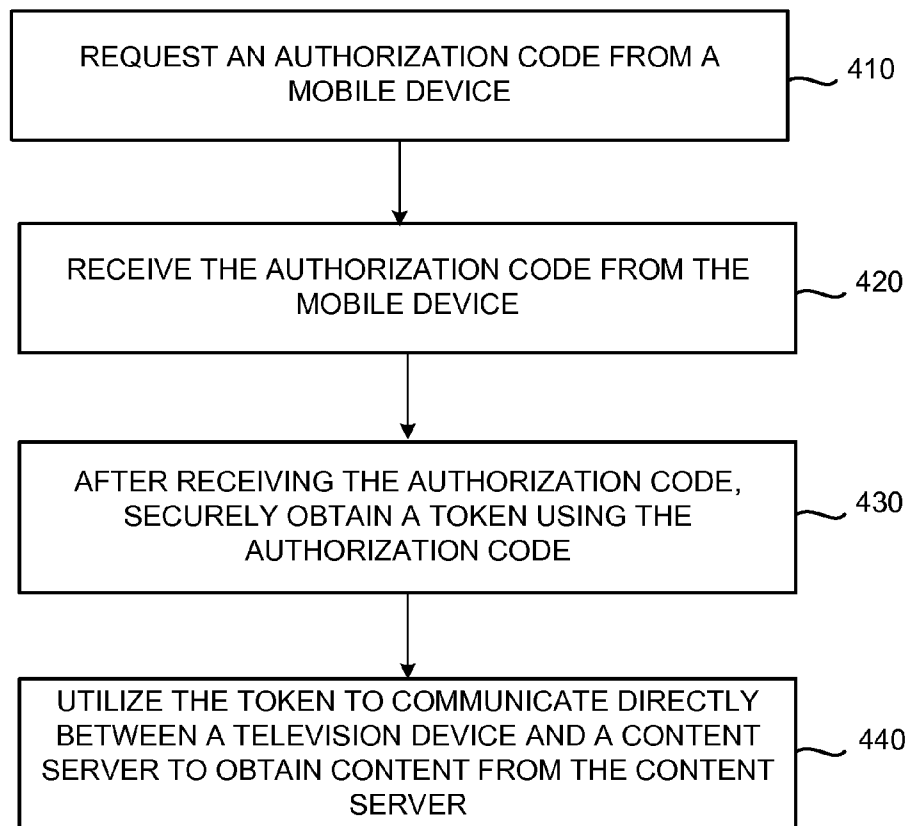 REQUEST AN AUTHORIZATION CODE FROM A
MOBILE DEVICE
410
RECEIVE THE AUTHORIZATION CODE FROM THE
MOBILE DEVICE
420
AFTER RECEIVING THE AUTHORIZATION CODE,
SECURELY OBTAIN A TOKEN USING THE
AUTHORIZATION CODE
430
UTILIZE THE TOKEN TO COMMUNICATE DIRECTLY
BETWEEN A TELEVISION DEVICE AND A CONTENT
SERVER TO OBTAIN CONTENT FROM THE CONTENT
SERVER
440